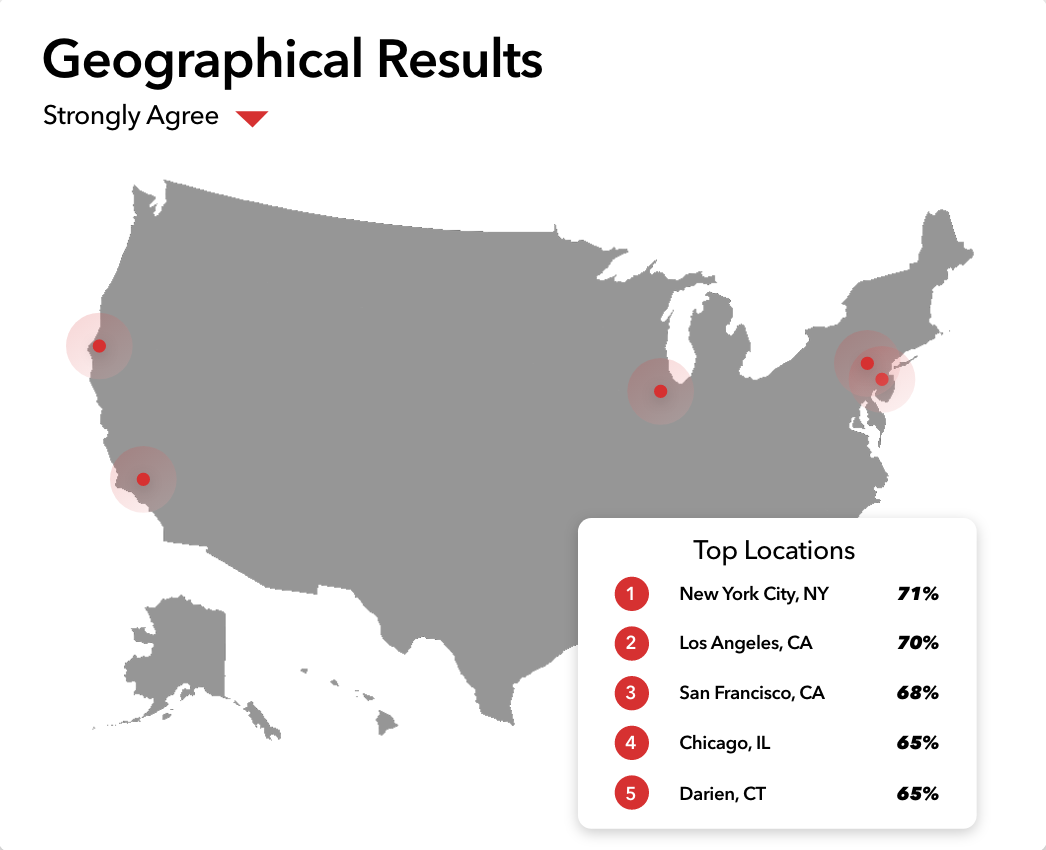 Geographical Results
Strongly Agree
Top Locations
1 New York City, NY 71%
2 Los Angeles, CA 70%
3 San Francisco, CA 68%
4 Chicago, IL 65%
5 Darien, CT 65%